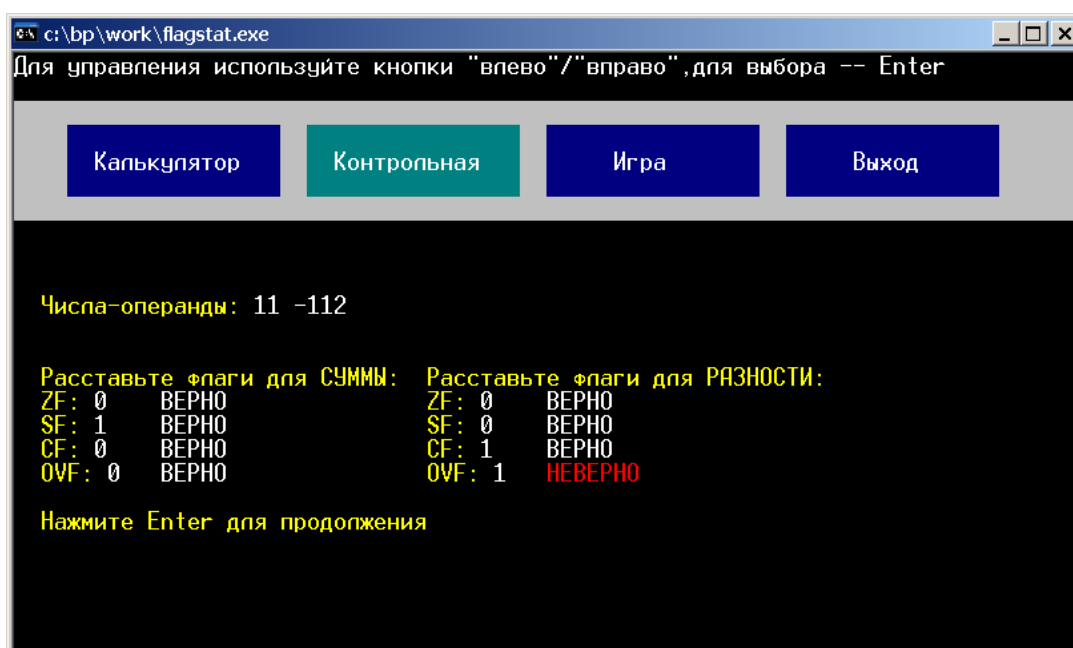 c:\bp\work\flagstat.exe
Для управления используйте кнопки "влево"/"вправо",для выбора -- Enter
Калькулятор Контрольная Игра Выход
Числа-операнды: 11 -112
Расставьте флаги для СУММЫ: Расставьте флаги для РАЗНОСТИ:
ZF: 0 ВЕРНО ZF: 0 ВЕРНО
SF: 1 ВЕРНО SF: 0 ВЕРНО
CF: 0 ВЕРНО CF: 1 ВЕРНО
OVF: 0 ВЕРНО OVF: 1 НЕВЕРНО
Нажмите Enter для продолжения